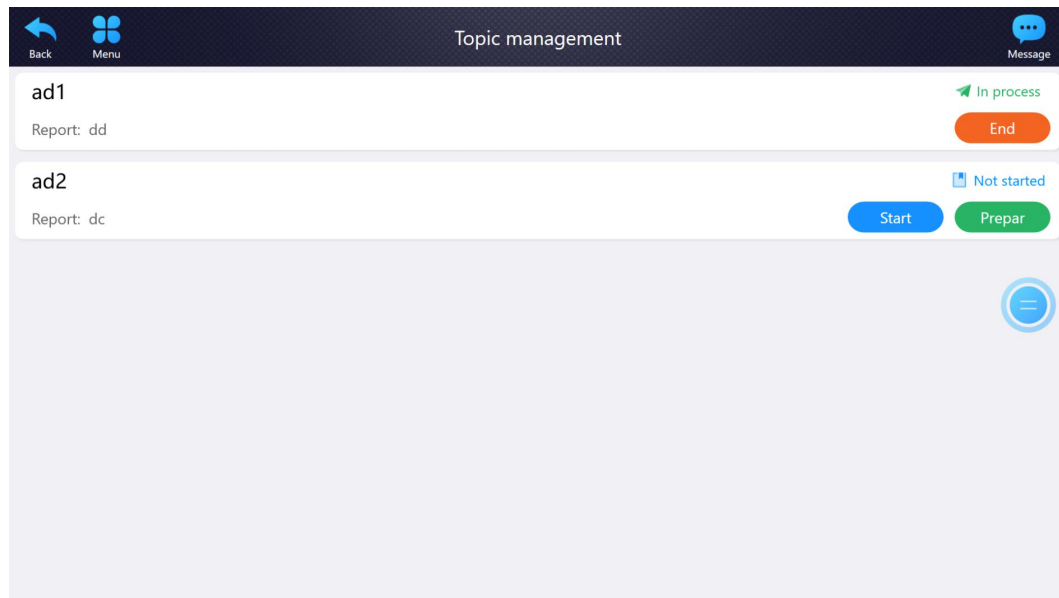 Topic management
Back Menu Message
ad1 In process
Report: dd End
ad2 Not started
Report: dc Start Prepar